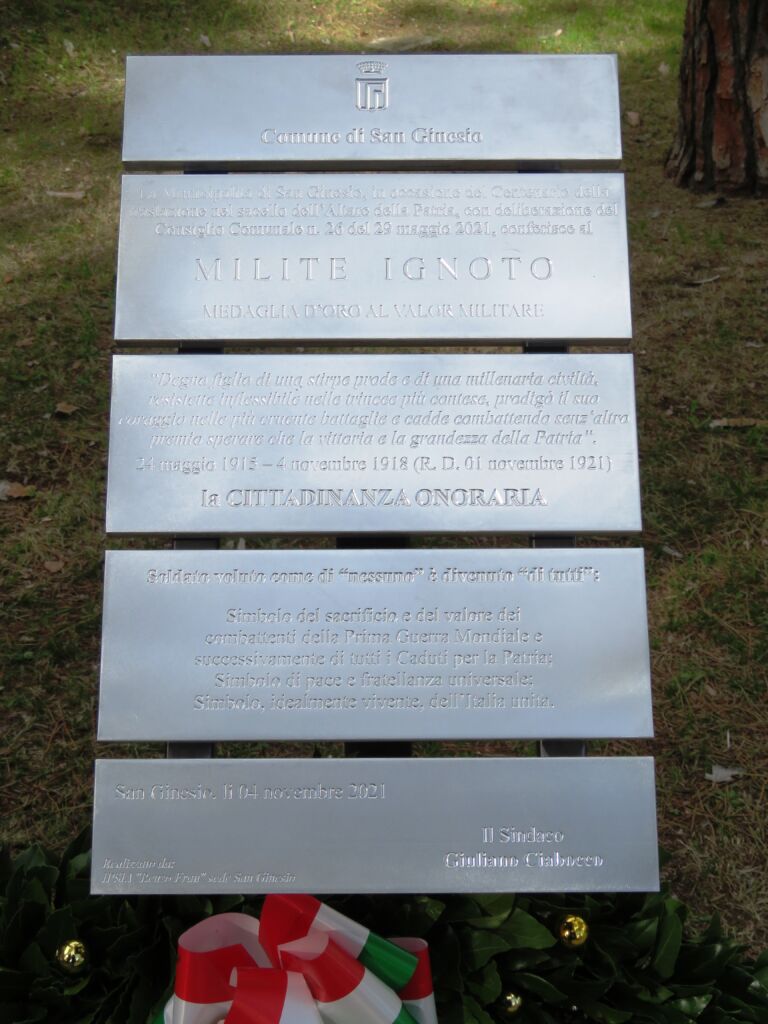 Comune di San Ginesio
La Municipalità di San Ginesio, in occasione del Centenario della
traslazione nel sacello dell'Altare della Patria, con deliberazione del
Consiglio Comunale n. 26 del 29 maggio 2021, conferisce al
MILITE IGNOTO
MEDAGLIA D'ORO AL VALOR MILITARE
"Degno figlio di una stirpe prode e di una millenaria civiltà,
resistette inflessibile nelle trincee più contese, prodigò il suo
coraggio nelle più cruente battaglie e cadde combattendo senz'altro
premio sperare che la vittoria e la grandezza della Patria".
24 maggio 1915 – 4 novembre 1918 (R. D. 01 novembre 1921)
la CITTADINANZA ONORARIA
Soldato voluto come di "nessuno" è divenuto "di tutti":
Simbolo del sacrificio e del valore dei
combattenti della Prima Guerra Mondiale e
successivamente di tutti i Caduti per la Patria;
Simbolo di pace e fratellanza universale;
Simbolo, idealmente vivente, dell'Italia unita.
San Ginesio, lì 04 novembre 2021
Il Sindaco
Giuliano Ciabocco
Realizzato da:
IPSIA "Renzo Frau" sede San Ginesio